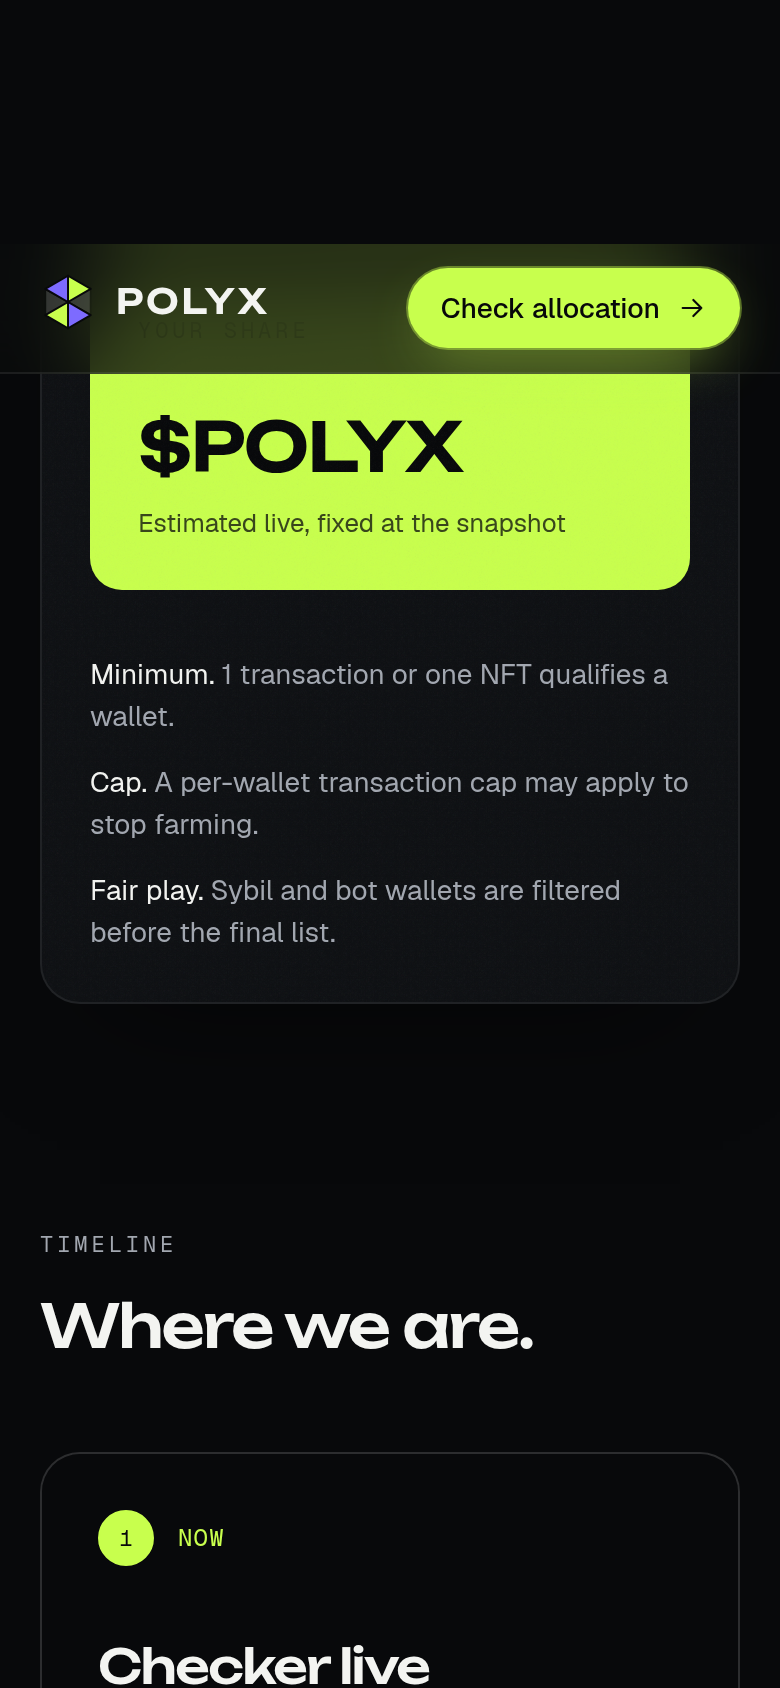 POLYX
Check allocation →
YOUR SHARE
$POLYX
Estimated live, fixed at the snapshot
Minimum. 1 transaction or one NFT qualifies a
wallet.
Cap. A per-wallet transaction cap may apply to
stop farming.
Fair play. Sybil and bot wallets are filtered
before the final list.
TIMELINE
Where we are.
1 NOW
Checker live